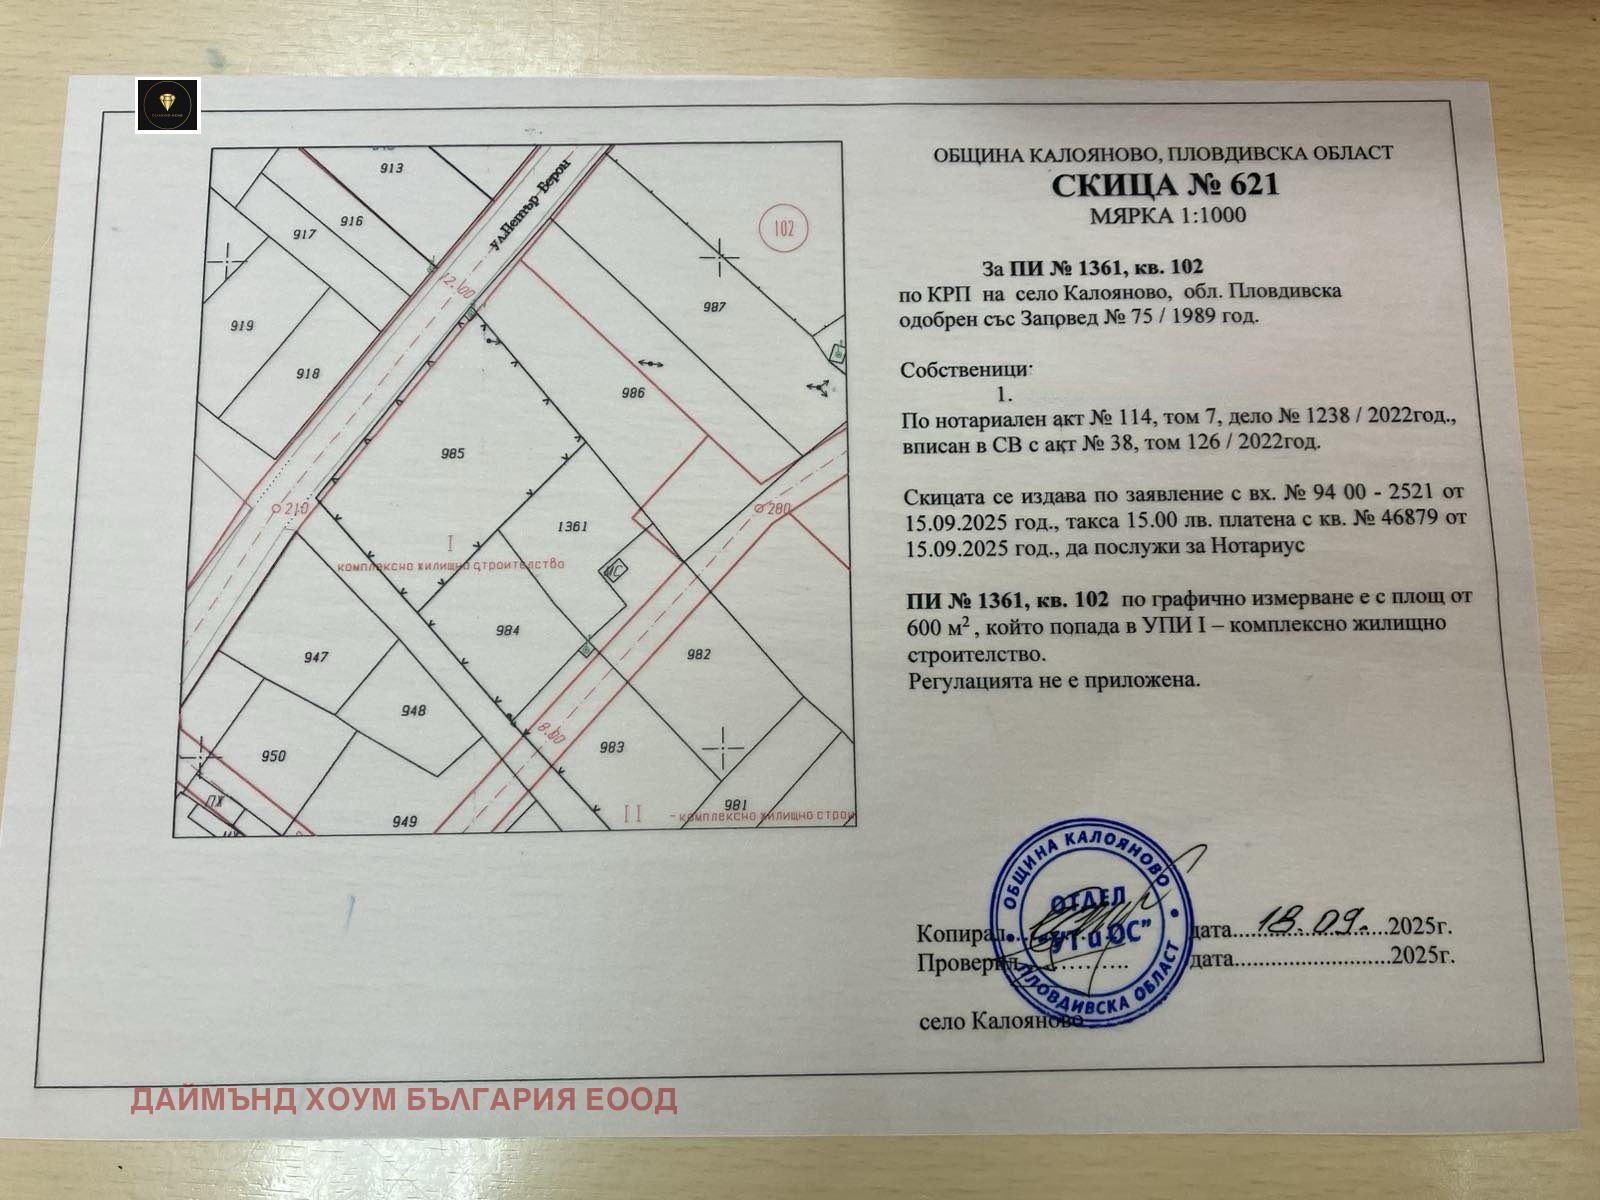 ОБЩИНА КАЛОЯНОВО, ПЛОВДИВСКА ОБЛАСТ
СКИЦА № 621
МЯРКА 1:1000
За ПИ № 1361, кв. 102
по КРП на село Калояново, обл. Пловдивска
одобрен със Заповед № 75 / 1989 год.
Собственици:
1.
По нотариален акт № 114, том 7, дело № 1238 / 2022год.,
вписан в СВ с акт № 38, том 126 / 2022год.
Скицата се издава по заявление с вх. № 94 00 - 2521 от
15.09.2025 год., такса 15.00 лв. платена с кв. № 46879 от
15.09.2025 год., да послужи за Нотариус
ПИ № 1361, кв. 102 по графично измерване е с площ от
600 м², който попада в УПИ I – комплексно жилищно
строителство.
Регулацията не е приложена.
Копирал дата 18.09. 2025г.
Проверил дата 2025г.
село Калояново
ОБЩИНА КАЛОЯНОВО
ОТДЕЛ
"УТ и ОС"
ПЛОВДИВСКА ОБЛАСТ
913
ул.Петър Берон
916
917
102
12.00
987
919
918
986
985
210
280
1361
I
комплексно жилищно строителство
МС
984
947
982
948
8.00
983
950
ПЖ
981
949
II
- комплексно жилищно строи
ДАЙМЪНД ХОУМ БЪЛГАРИЯ ЕООД